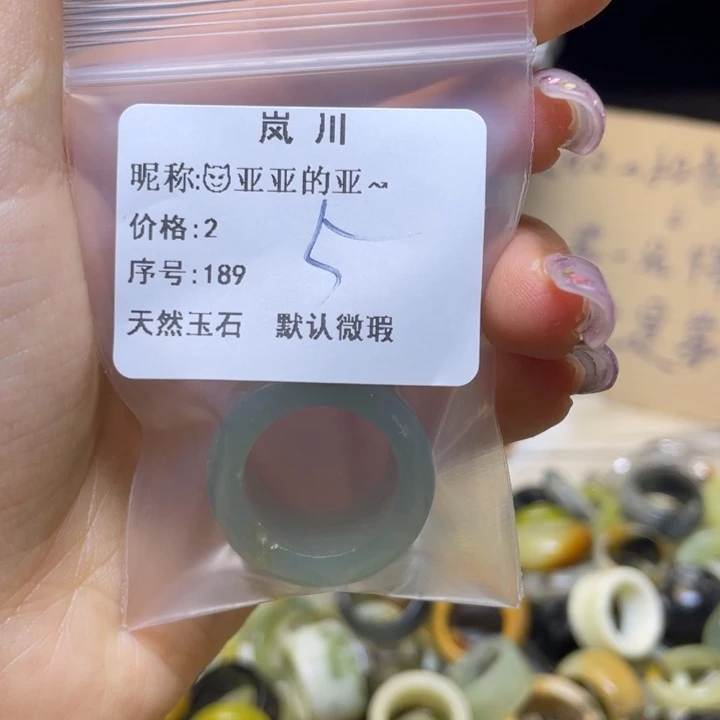 岚川
昵称:😈亚亚的亚~
价格:2
5
序号:189
天然玉石 默认微瑕
是